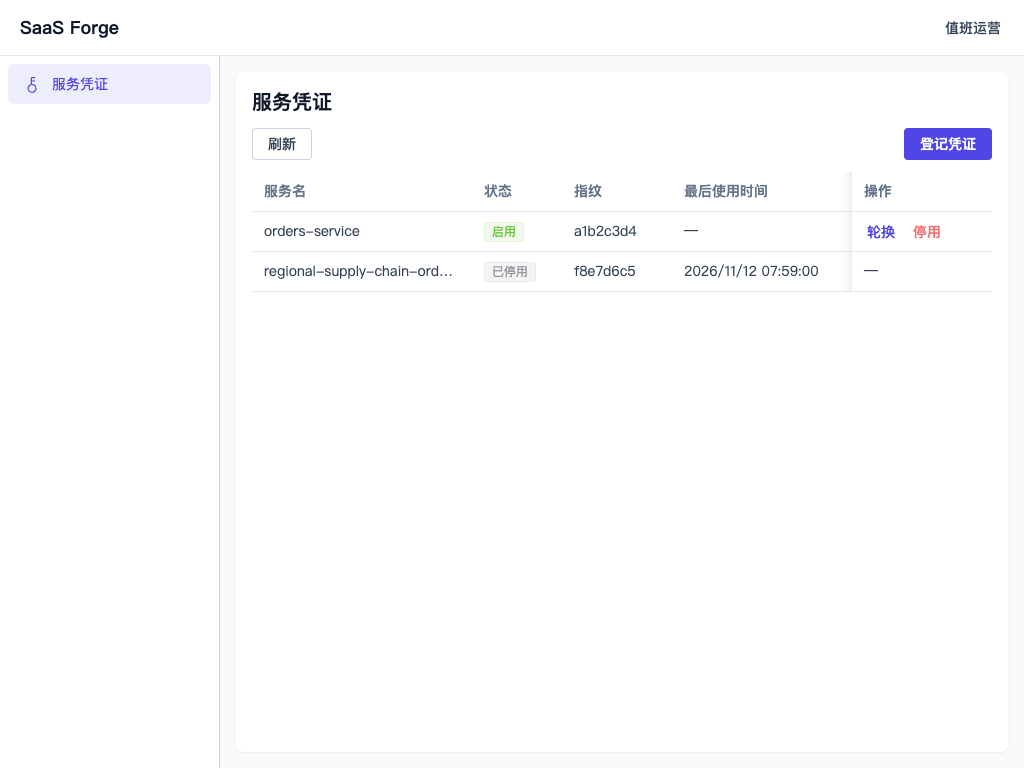 SaaS Forge
值班运营
服务凭证
服务凭证
刷新
登记凭证
服务名 状态 指纹 最后使用时间 操作
orders-service 启用 a1b2c3d4 — 轮换 停用
regional-supply-chain-ord... 已停用 f8e7d6c5 2026/11/12 07:59:00 —